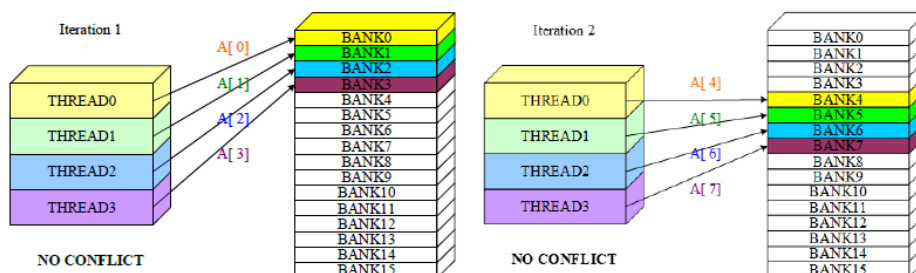 Iteration 1
A[ 0]
A[ 1]
A[ 2]
A[ 3]
THREAD0
THREAD1
THREAD2
THREAD3
NO CONFLICT
BANK0
BANK1
BANK2
BANK3
BANK4
BANK5
BANK6
BANK7
BANK8
BANK9
BANK10
BANK11
BANK12
BANK13
BANK14
BANK15
Iteration 2
A[ 4]
A[ 5]
A[ 6]
A[ 7]
THREAD0
THREAD1
THREAD2
THREAD3
NO CONFLICT
BANK0
BANK1
BANK2
BANK3
BANK4
BANK5
BANK6
BANK7
BANK8
BANK9
BANK10
BANK11
BANK12
BANK13
BANK14
BANK15